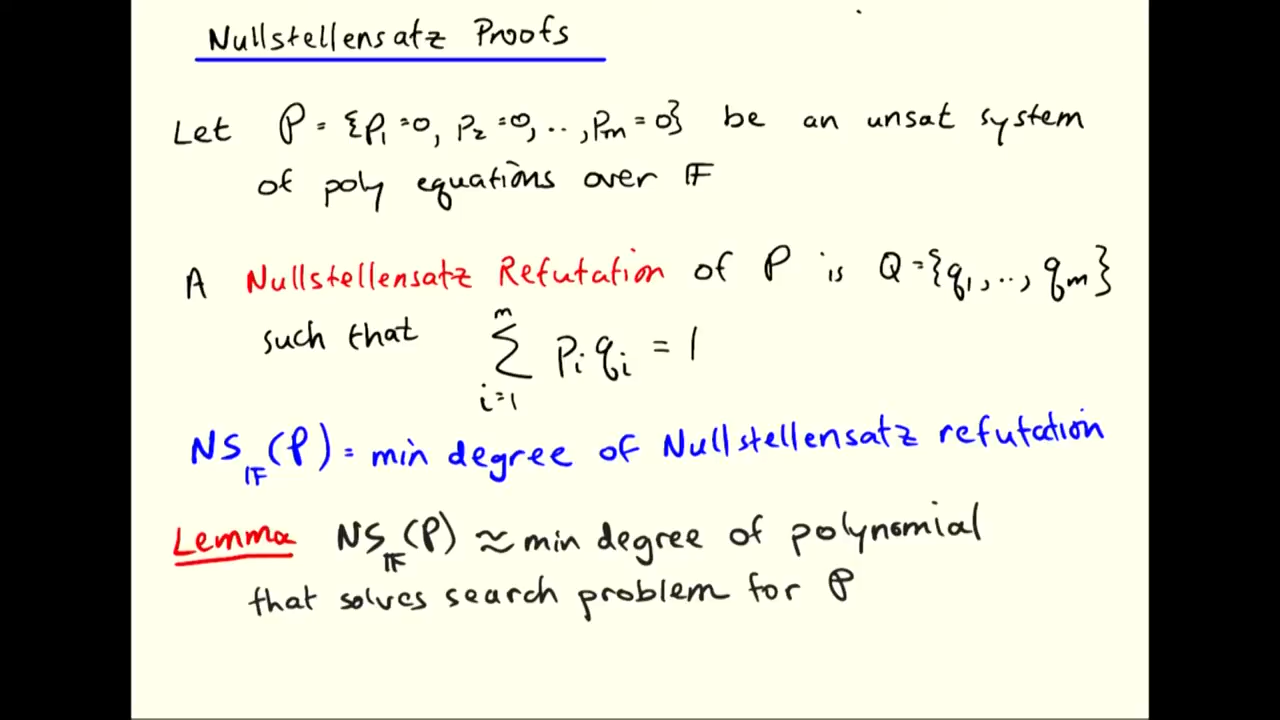 Nullstellensatz Proofs
Let P = {p₁ =0, p₂ =0, .., pₘ = 0} be an unsat system
of poly equations over 𝔽
A Nullstellensatz Refutation of P is Q = {q₁, .., qₘ}
such that ∑ᵢ₌₁ᵐ pᵢ qᵢ = 1
NS_𝔽(P) = min degree of Nullstellensatz refutation
Lemma NS_𝔽(P) ≈ min degree of polynomial
that solves search problem for P